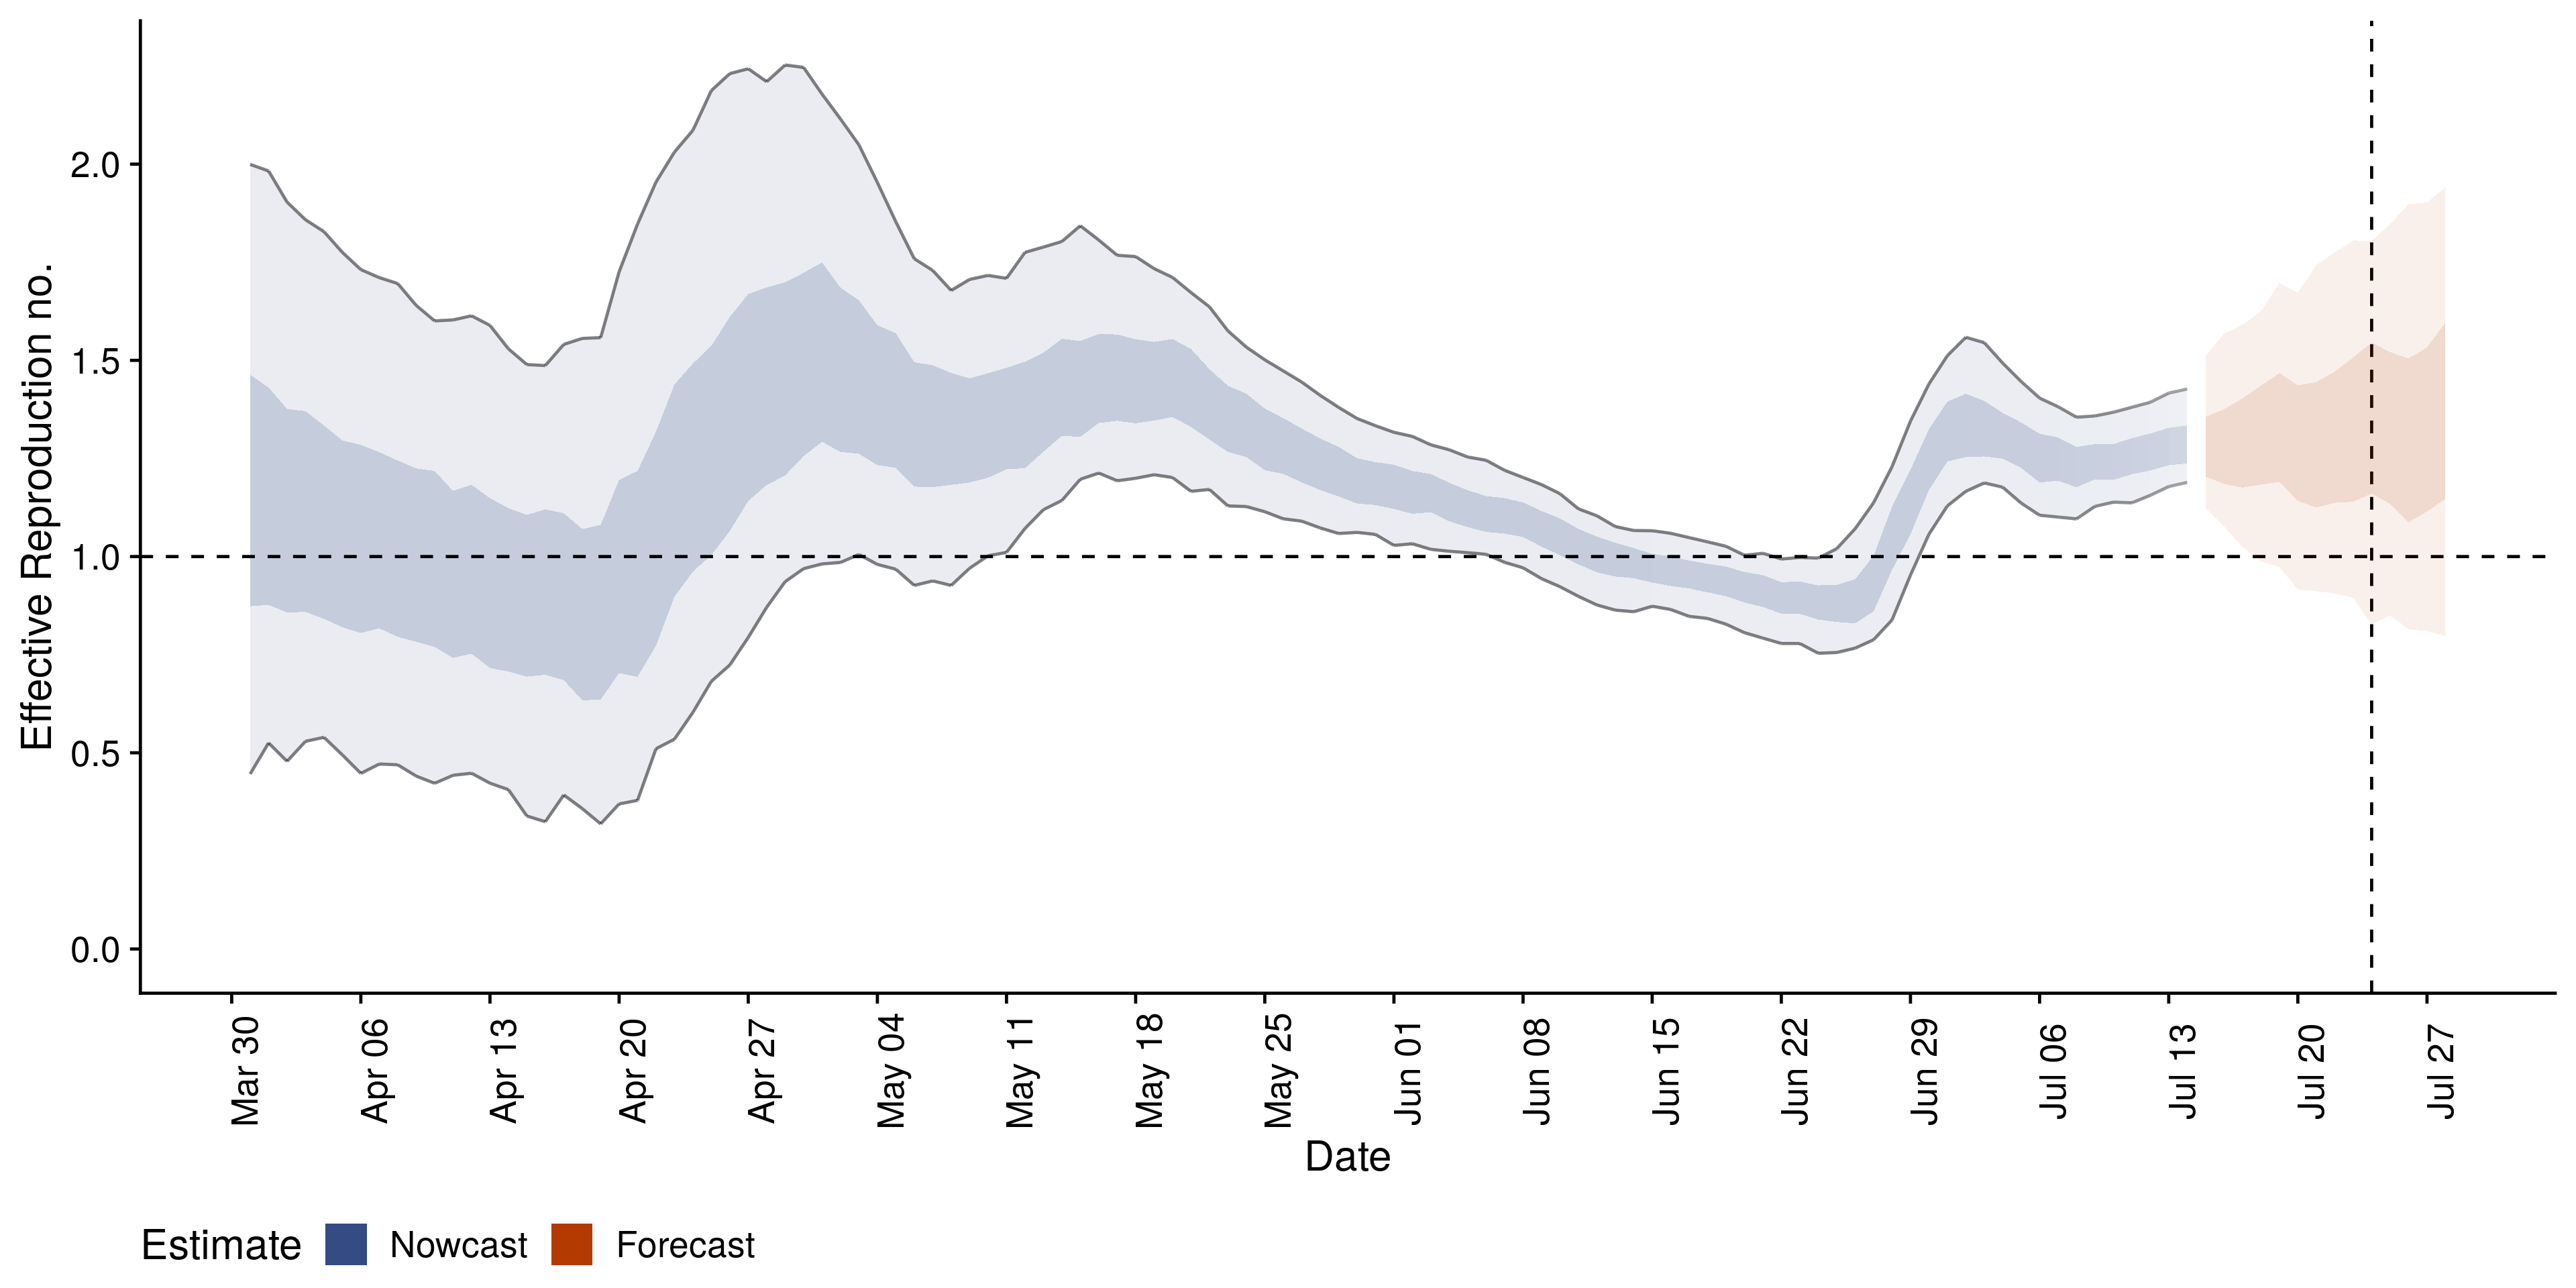 Effective Reproduction no.
2.0
1.5
1.0
0.5
0.0
Mar 30
Apr 06
Apr 13
Apr 20
Apr 27
May 04
May 11
May 18
May 25
Jun 01
Jun 08
Jun 15
Jun 22
Jun 29
Jul 06
Jul 13
Jul 20
Jul 27
Date
Estimate Nowcast Forecast